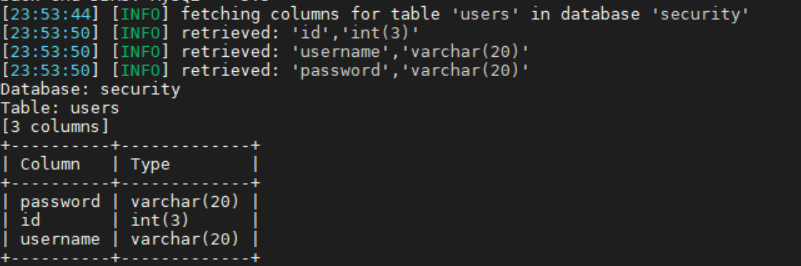 [23:53:44] [INFO] fetching columns for table 'users' in database 'security'
[23:53:50] [INFO] retrieved: 'id','int(3)'
[23:53:50] [INFO] retrieved: 'username','varchar(20)'
[23:53:50] [INFO] retrieved: 'password','varchar(20)'
Database: security
Table: users
[3 columns]
+----------+-------------+
| Column   | Type        |
+----------+-------------+
| password | varchar(20) |
| id       | int(3)      |
| username | varchar(20) |
+----------+-------------+